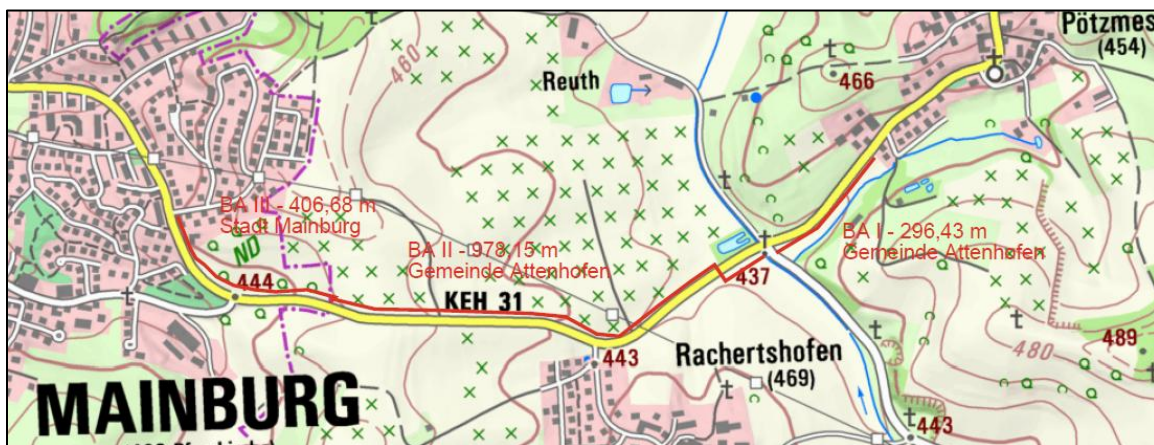 Pötzmes
(454)
460
Reuth
466
BA III - 406,68 m
Stadt Mainburg
ND
BA II - 978,15 m
Gemeinde Attenhofen
BA I - 296,43 m
Gemeinde Attenhofen
444
437
KEH 31
443
Rachertshofen
(469)
480
489
MAINBURG
443